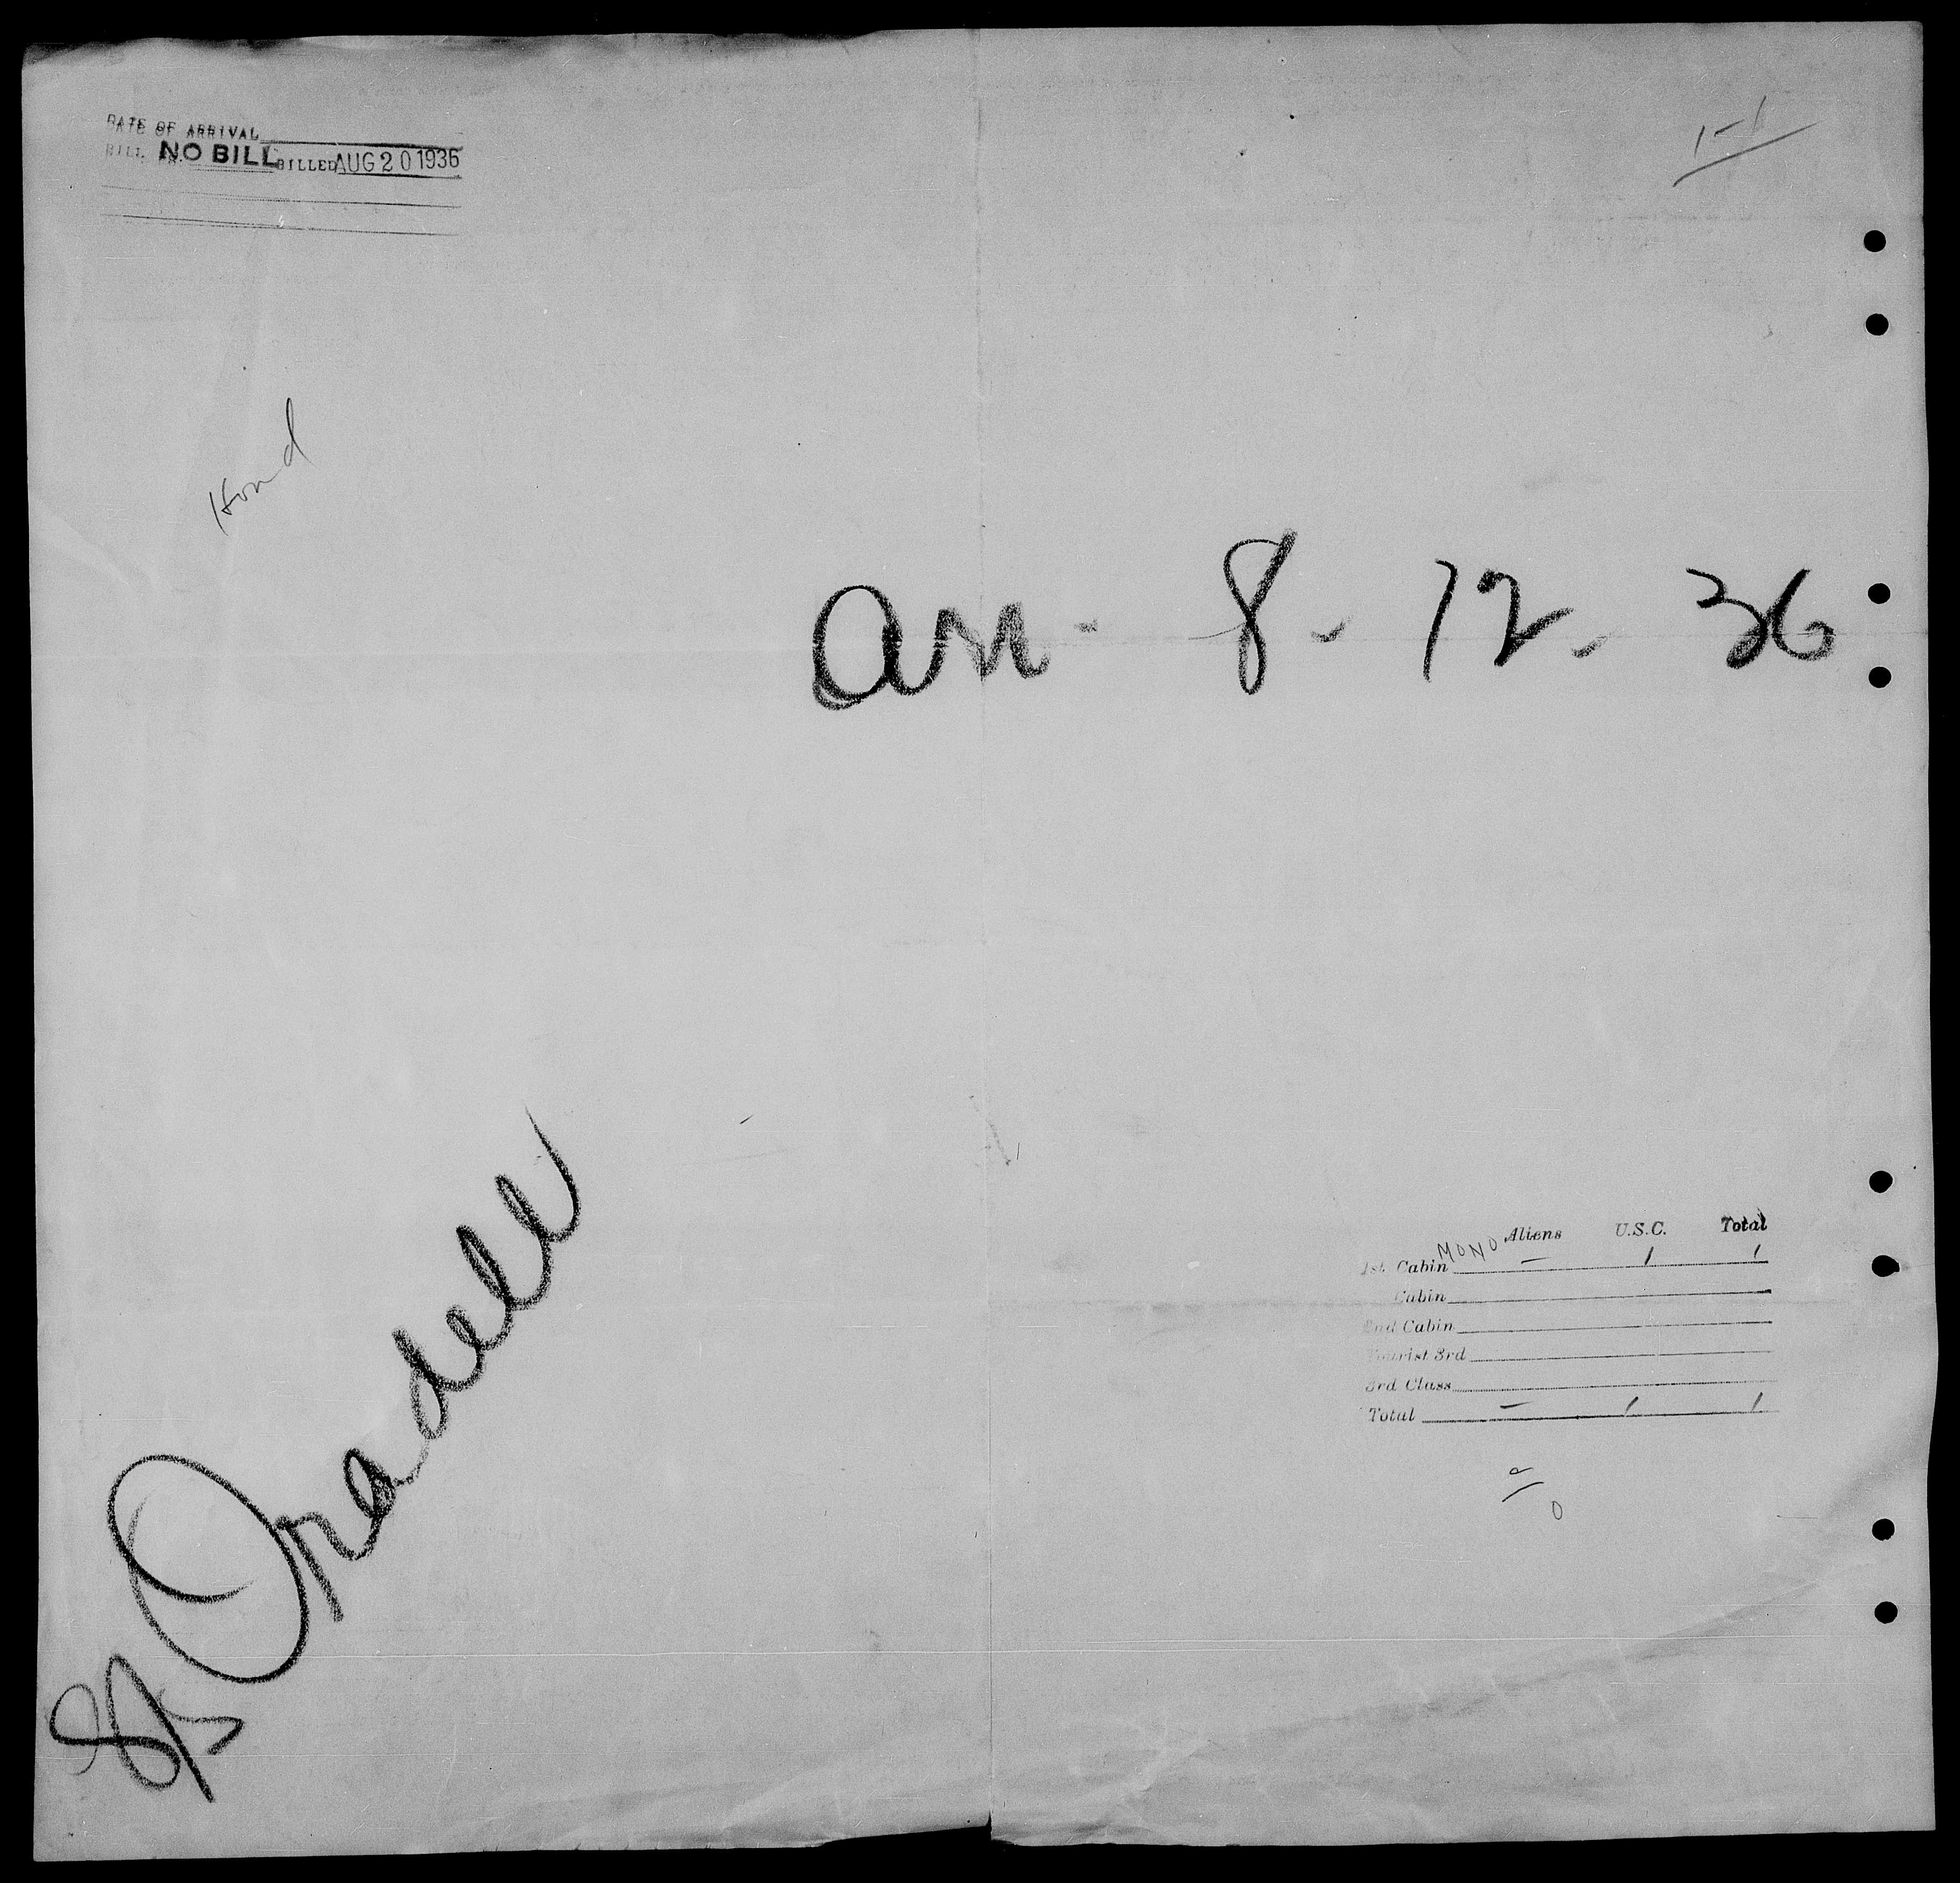 DATE OF ARRIVAL
BILL NO BILL BILLED AUG 20 1936
1-1
Hond
Arr - 8 - 12 - 36
S/S Oradell
Aliens U.S.C. Total
1st Cabin MONO - 1 1
Cabin
2nd Cabin
Tourist 3rd
3rd Class
Total - 1 1
0